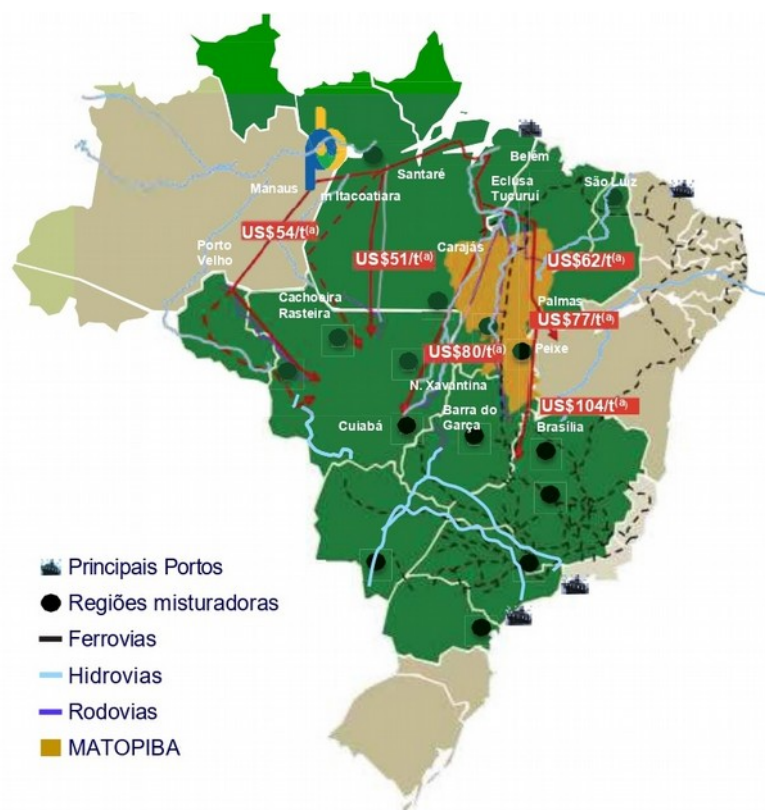 Belém
Santaré
Eclusa
Tucuruí
São Luiz
Manaus
m Itacoatiara
US$54/t(a)
Porto
Velho
US$51/t(a)
Carajás
US$62/t(a)
Cachoeira
Rasteira
Palmas
US$77/t(a)
US$80/t(a)
Peixe
N. Xavantina
Barra do
Garça
US$104/t(a)
Cuiabá
Brasília
Principais Portos
Regiões misturadoras
Ferrovias
Hidrovias
Rodovias
MATOPIBA